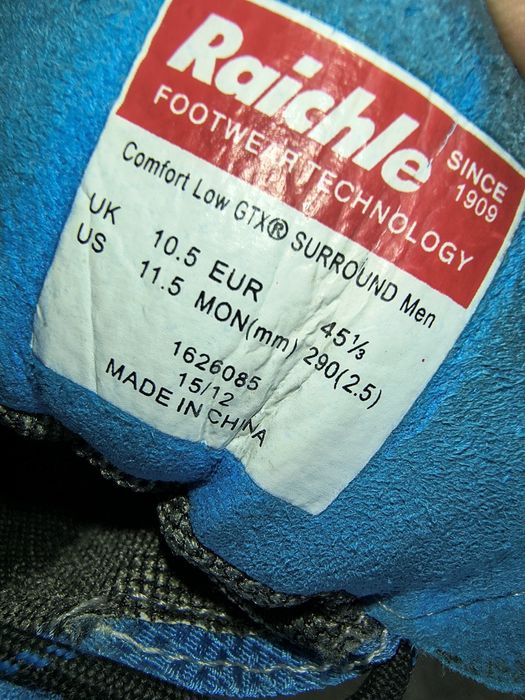 Raichle
SINCE
1909
FOOTWEAR TECHNOLOGY
Comfort Low GTX® SURROUND Men
UK 10.5 EUR 45⅓
US 11.5 MON(mm) 290(2.5)
1626085
15/12
MADE IN CHINA